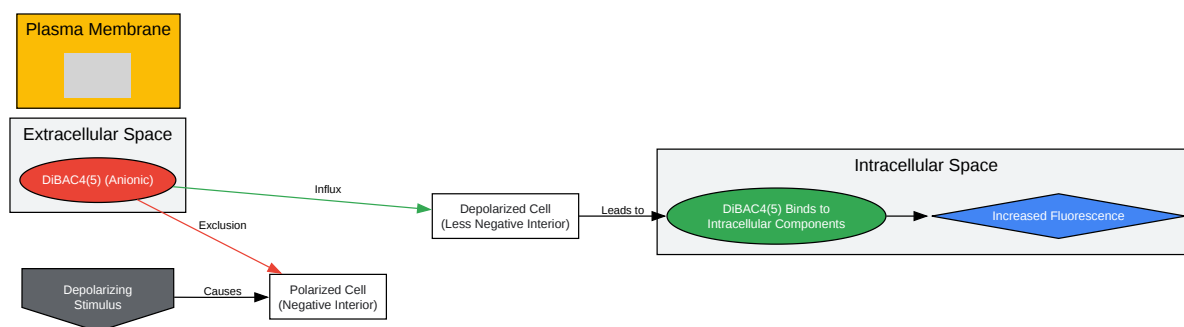 Plasma Membrane
Extracellular Space
DiBAC4(5) (Anionic)
Influx
Exclusion
Depolarized Cell
(Less Negative Interior)
Leads to
Intracellular Space
DiBAC4(5) Binds to
Intracellular Components
Increased Fluorescence
Depolarizing
Stimulus
Causes
Polarized Cell
(Negative Interior)